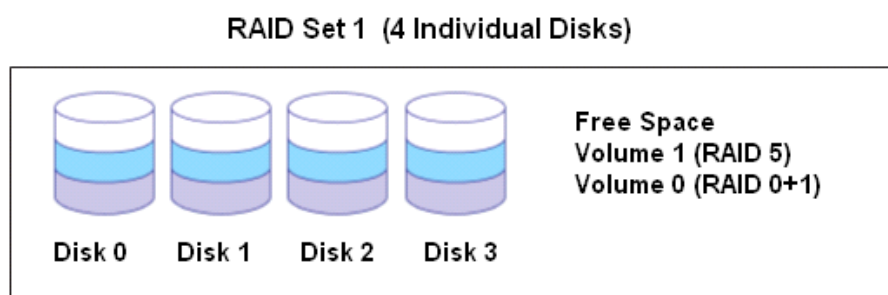 RAID Set 1 (4 Individual Disks)
Free Space
Volume 1 (RAID 5)
Volume 0 (RAID 0+1)
Disk 0 Disk 1 Disk 2 Disk 3